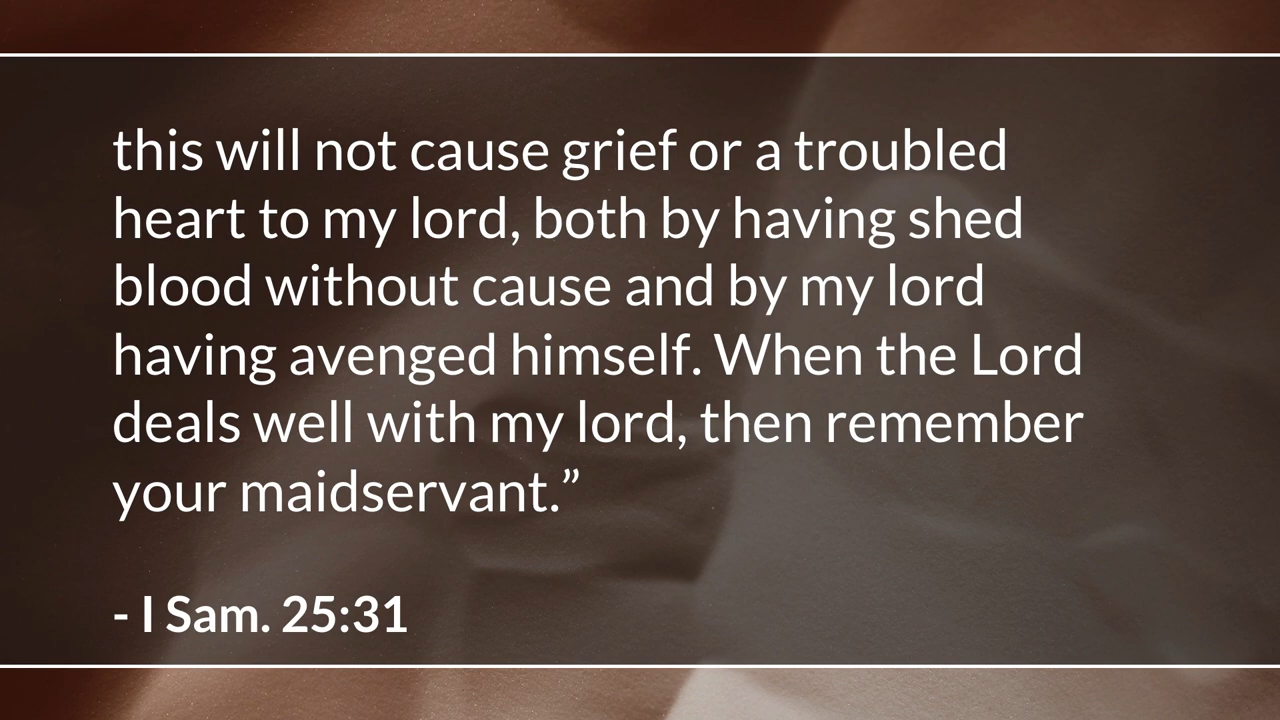 this will not cause grief or a troubled
heart to my lord, both by having shed
blood without cause and by my lord
having avenged himself. When the Lord
deals well with my lord, then remember
your maidservant.”
- I Sam. 25:31